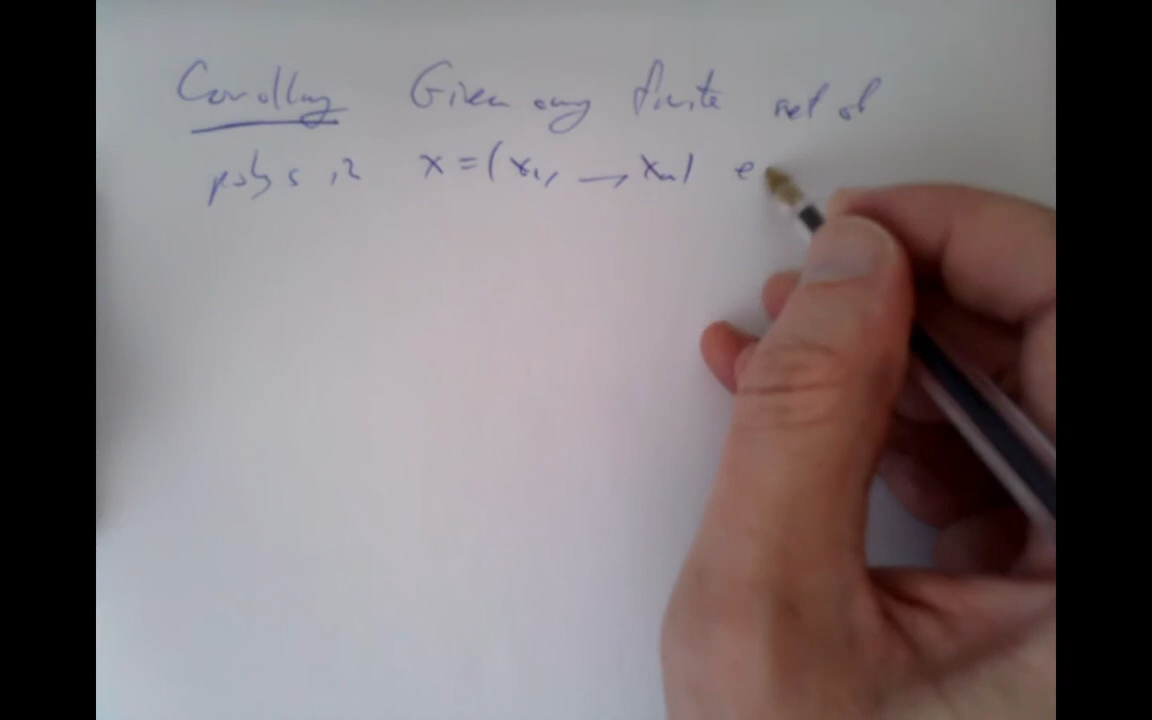 Corollary Given any finite set of
polys in x = (x₁, —, xₙ) e